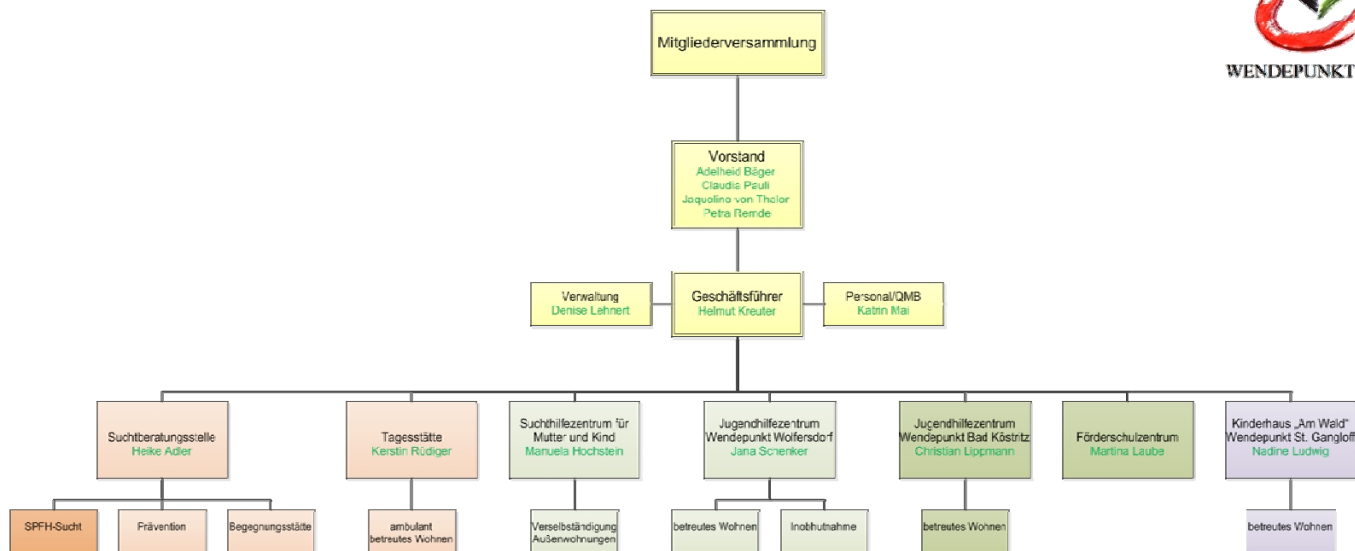 WENDEPUNKT
Mitgliederversammlung
Vorstand
Adelheid Bäger
Claudia Pauli
Jaqueline von Thaler
Petra Remde
Verwaltung
Denise Lehnert
Geschäftsführer
Helmut Kreuter
Personal/QMB
Katrin Mai
Suchtberatungsstelle
Heike Adler
Tagesstätte
Kerstin Rüdiger
Suchthilfezentrum für
Mutter und Kind
Manuela Hochstein
Jugendhilfezentrum
Wendepunkt Wolfersdorf
Jana Schenker
Jugendhilfezentrum
Wendepunkt Bad Köstritz
Christian Lippmann
Förderschulzentrum
Martina Laube
Kinderhaus „Am Wald"
Wendepunkt St. Gangloff
Nadine Ludwig
SPFH-Sucht
Prävention
Begegnungsstätte
ambulant
betreutes Wohnen
Verselbständigung
Außenwohnungen
betreutes Wohnen
Inobhutnahme
betreutes Wohnen
betreutes Wohnen